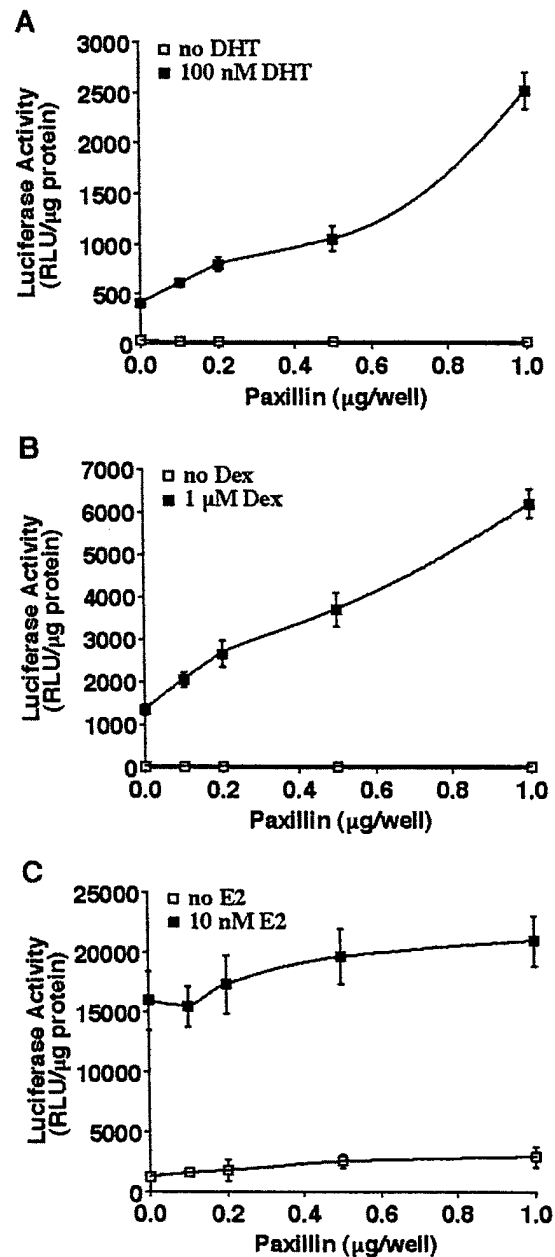 A
no DHT
100 nM DHT
3000
2500
2000
1500
1000
500
0
Luciferase Activity
(RLU/μg protein)
0.0 0.2 0.4 0.6 0.8 1.0
Paxillin (μg/well)
B
no Dex
1 μM Dex
7000
6000
5000
4000
3000
2000
1000
0
Luciferase Activity
(RLU/μg protein)
0.0 0.2 0.4 0.6 0.8 1.0
Paxillin (μg/well)
C
no E2
10 nM E2
25000
20000
15000
10000
5000
0
Luciferase Activity
(RLU/μg protein)
0.0 0.2 0.4 0.6 0.8 1.0
Paxillin (μg/well)